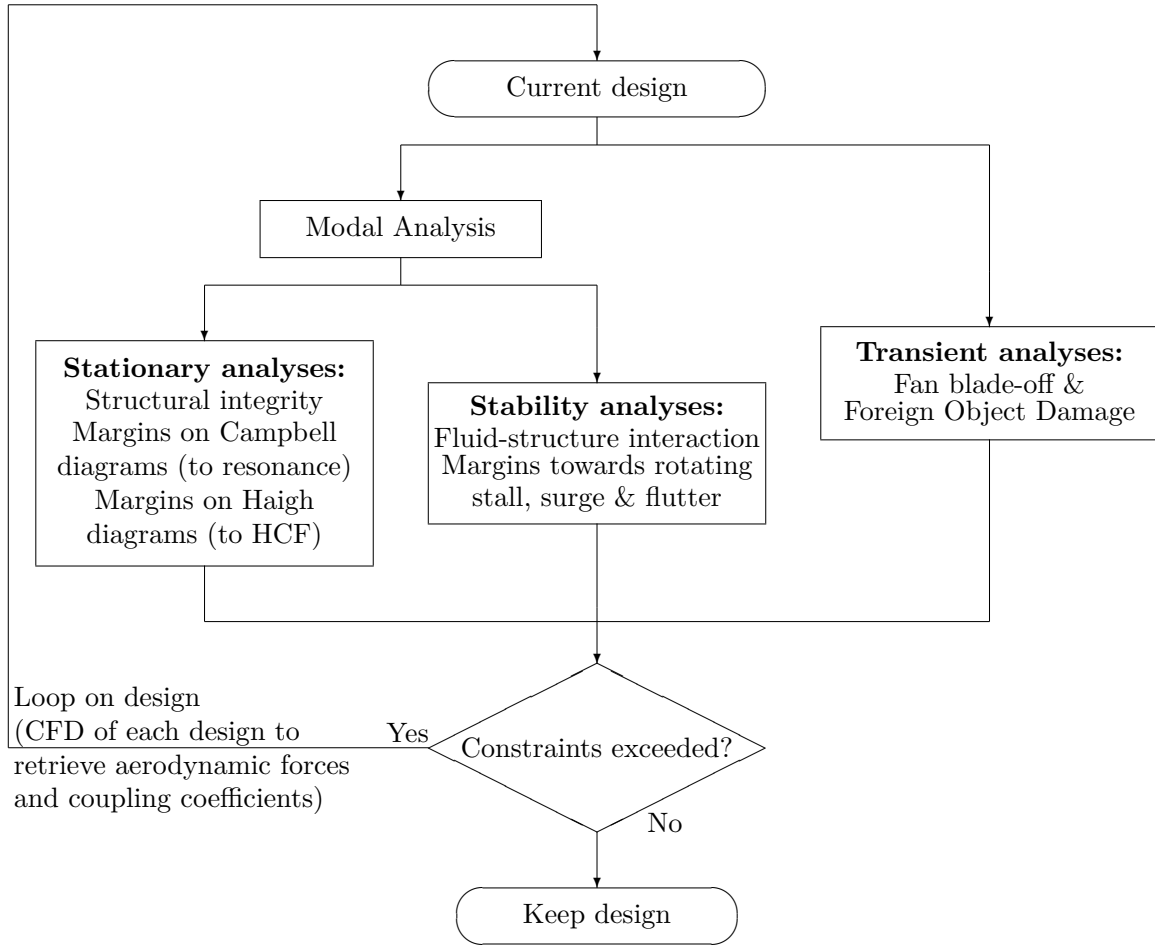 Current design
Modal Analysis
Stationary analyses:
Structural integrity
Margins on Campbell
diagrams (to resonance)
Margins on Haigh
diagrams (to HCF)
Stability analyses:
Fluid-structure interaction
Margins towards rotating
stall, surge & flutter
Transient analyses:
Fan blade-off &
Foreign Object Damage
Loop on design
(CFD of each design to
retrieve aerodynamic forces
and coupling coefficients)
Yes
Constraints exceeded?
No
Keep design